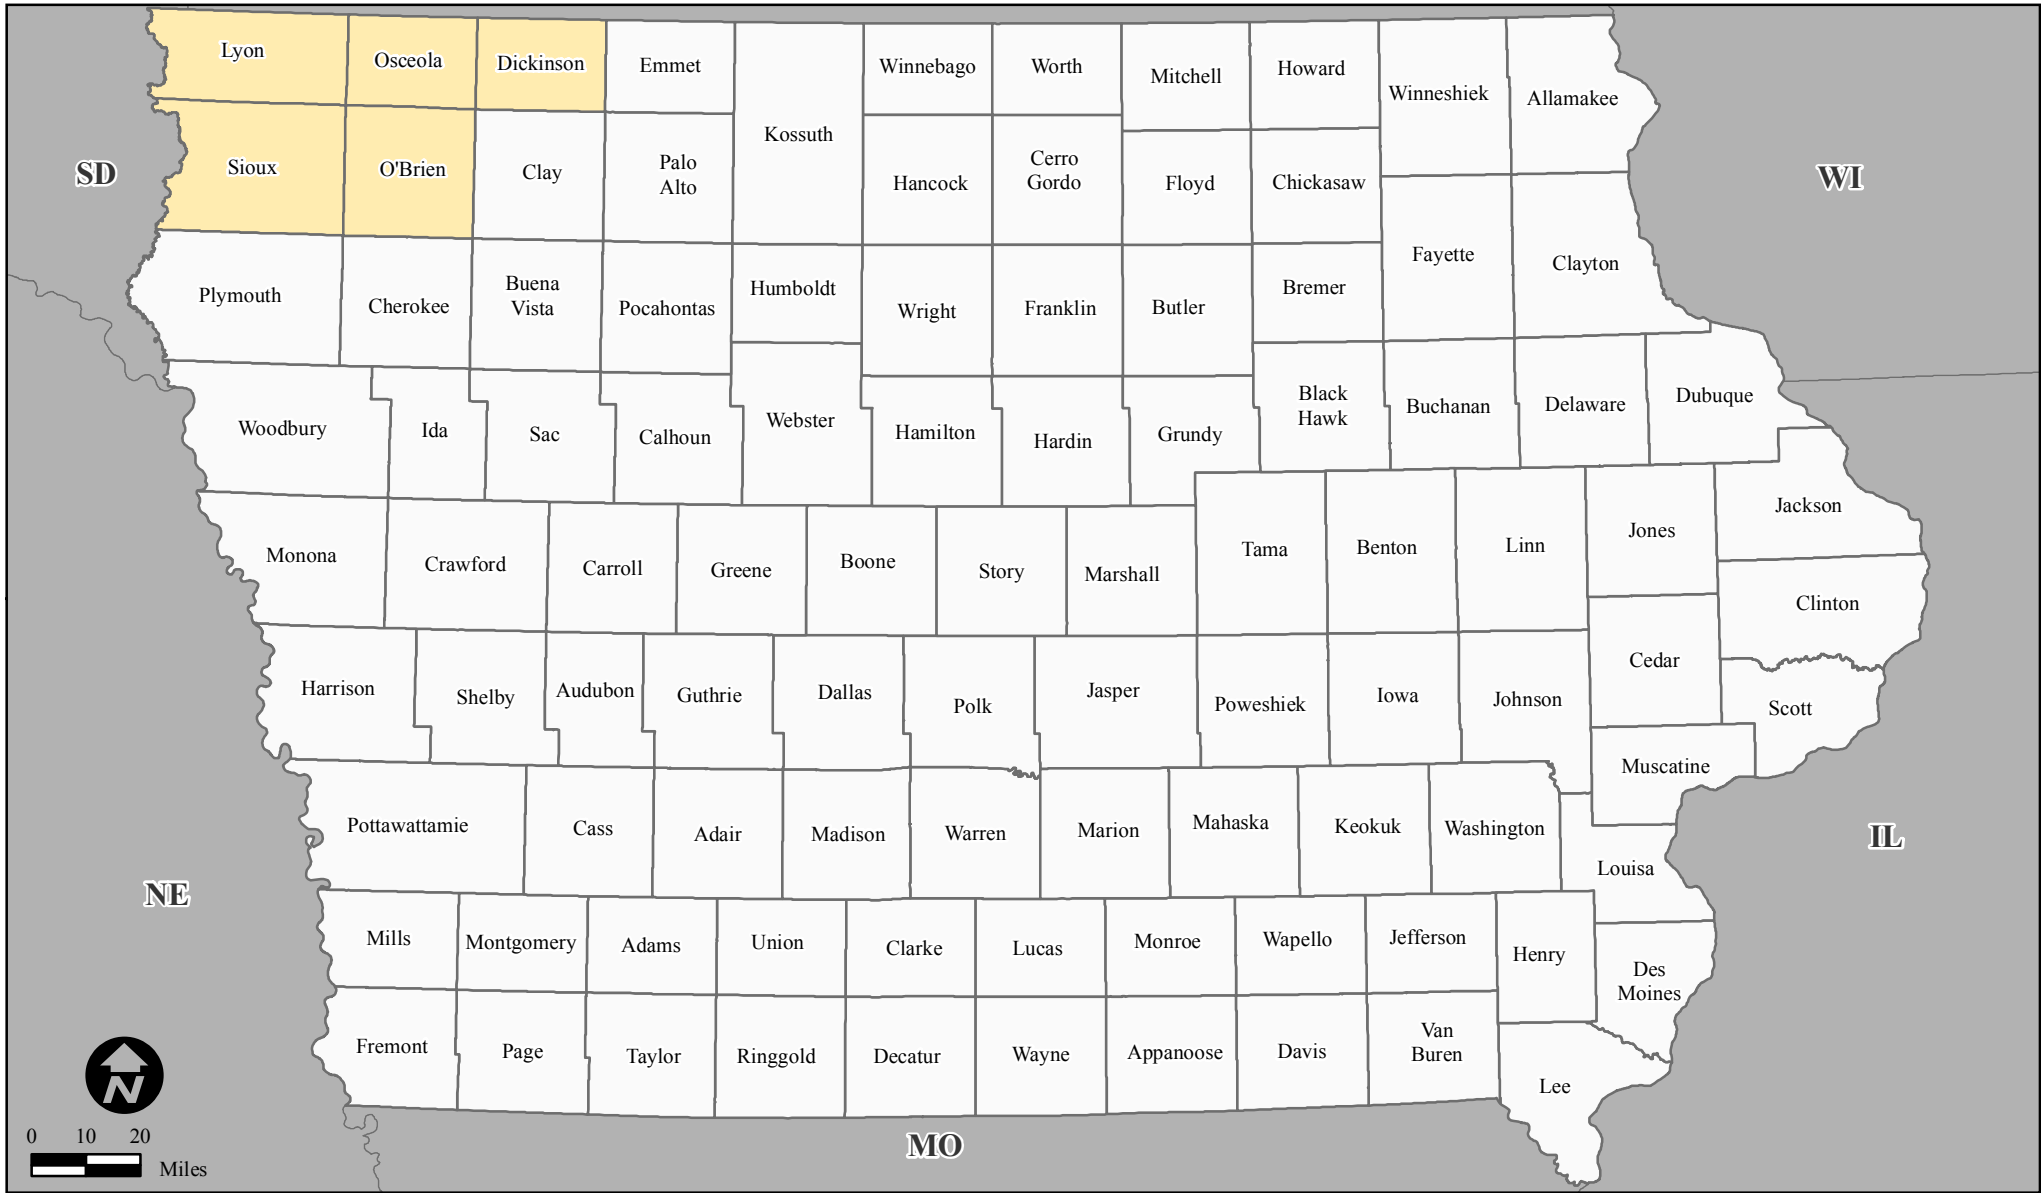 Lyon
Osceola
Dickinson
Emmet
Kossuth
Winnebago
Worth
Mitchell
Howard
Winneshiek
Allamakee
SD
Sioux
O'Brien
Clay
Palo
Alto
Hancock
Cerro
Gordo
Floyd
Chickasaw
WI
Fayette
Clayton
Plymouth
Cherokee
Buena
Vista
Pocahontas
Humboldt
Wright
Franklin
Butler
Bremer
Woodbury
Ida
Sac
Calhoun
Webster
Hamilton
Hardin
Grundy
Black
Hawk
Buchanan
Delaware
Dubuque
Monona
Crawford
Carroll
Greene
Boone
Story
Marshall
Tama
Benton
Linn
Jones
Jackson
Clinton
Harrison
Shelby
Audubon
Guthrie
Dallas
Polk
Jasper
Poweshiek
Iowa
Johnson
Cedar
Scott
Muscatine
Pottawattamie
Cass
Adair
Madison
Warren
Marion
Mahaska
Keokuk
Washington
Louisa
IL
NE
Mills
Montgomery
Adams
Union
Clarke
Lucas
Monroe
Wapello
Jefferson
Henry
Des
Moines
Fremont
Page
Taylor
Ringgold
Decatur
Wayne
Appanoose
Davis
Van
Buren
Lee
N
0 10 20
Miles
MO